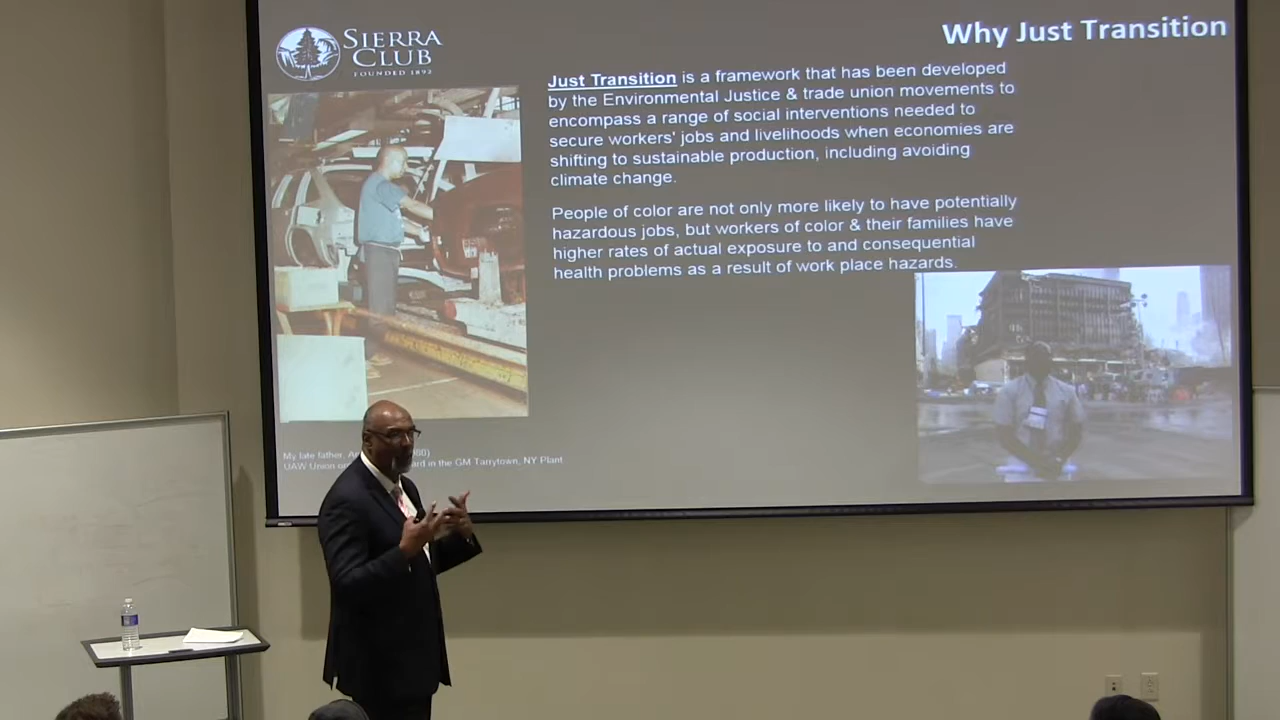 SIERRA
CLUB
FOUNDED 1892
Why Just Transition
Just Transition is a framework that has been developed
by the Environmental Justice & trade union movements to
encompass a range of social interventions needed to
secure workers' jobs and livelihoods when economies are
shifting to sustainable production, including avoiding
climate change.
People of color are not only more likely to have potentially
hazardous jobs, but workers of color & their families have
higher rates of actual exposure to and consequential
health problems as a result of work place hazards.
My late father,
UAW Union in the GM Tarrytown, NY Plant